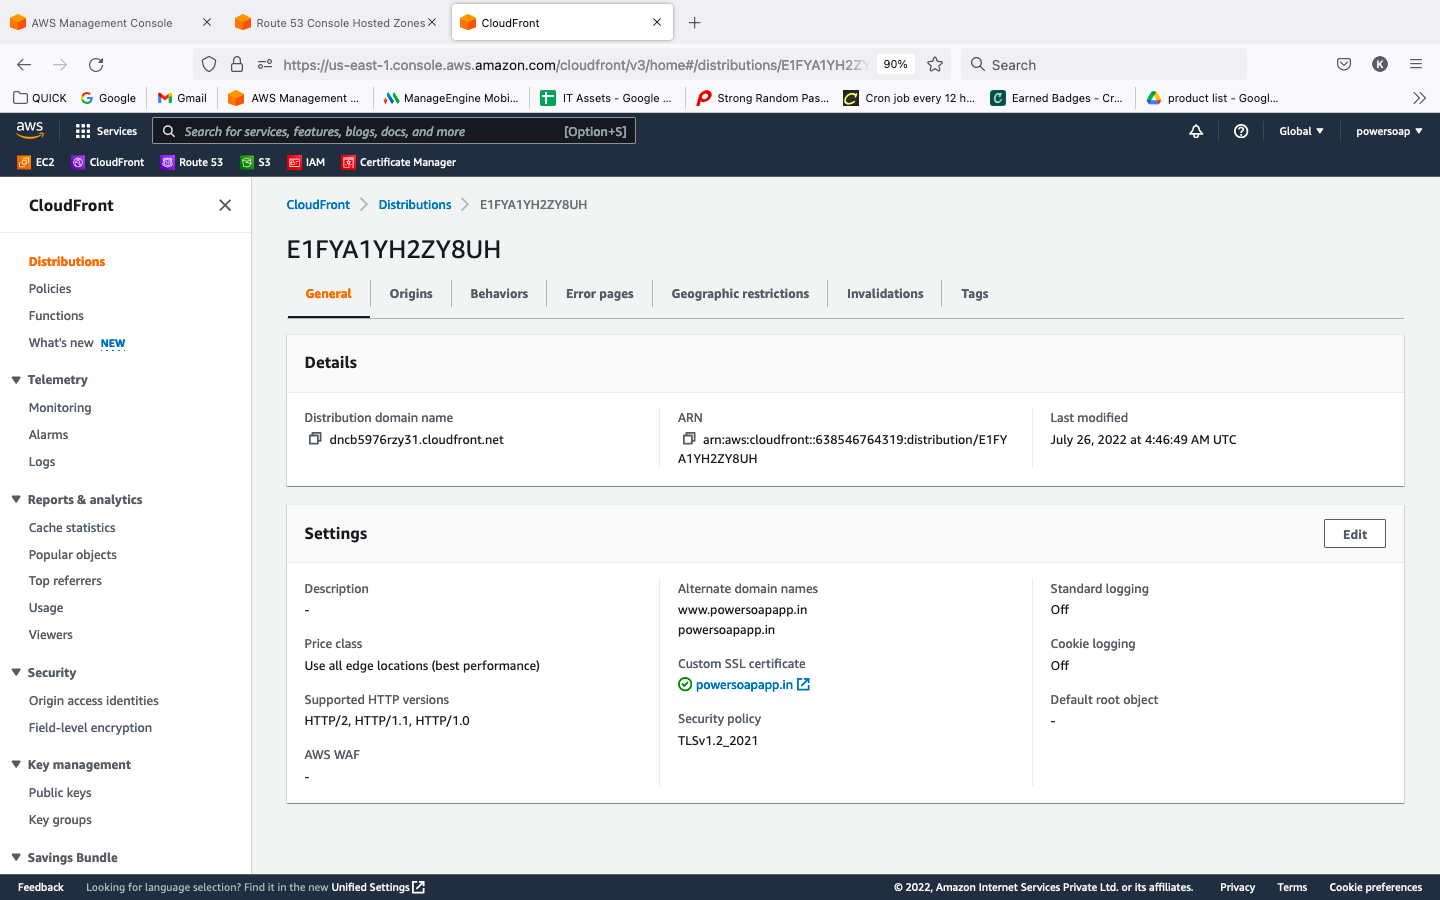 AWS Management Console
Route 53 Console Hosted Zones
CloudFront
https://us-east-1.console.aws.amazon.com/cloudfront/v3/home#/distributions/E1FYA1YH2ZY
90%
Search
QUICK
Google
Gmail
AWS Management ...
ManageEngine Mobi...
IT Assets - Google ...
Strong Random Pas...
Cron job every 12 h...
Earned Badges - Cr...
product list - Googl...
aws
Services
Search for services, features, blogs, docs, and more
[Option+S]
Global
powersoap
EC2
CloudFront
Route 53
S3
IAM
Certificate Manager
CloudFront
Distributions
Policies
Functions
What's new NEW
Telemetry
Monitoring
Alarms
Logs
Reports & analytics
Cache statistics
Popular objects
Top referrers
Usage
Viewers
Security
Origin access identities
Field-level encryption
Key management
Public keys
Key groups
Savings Bundle
CloudFront
Distributions
E1FYA1YH2ZY8UH
E1FYA1YH2ZY8UH
General
Origins
Behaviors
Error pages
Geographic restrictions
Invalidations
Tags
Details
Distribution domain name
dncb5976rzy31.cloudfront.net
ARN
arn:aws:cloudfront::638546764319:distribution/E1FY
A1YH2ZY8UH
Last modified
July 26, 2022 at 4:46:49 AM UTC
Settings
Edit
Description
-
Price class
Use all edge locations (best performance)
Supported HTTP versions
HTTP/2, HTTP/1.1, HTTP/1.0
AWS WAF
-
Alternate domain names
www.powersoapapp.in
powersoapapp.in
Custom SSL certificate
powersoapapp.in
Security policy
TLSv1.2_2021
Standard logging
Off
Cookie logging
Off
Default root object
-
Feedback
Looking for language selection? Find it in the new Unified Settings
© 2022, Amazon Internet Services Private Ltd. or its affiliates.
Privacy
Terms
Cookie preferences